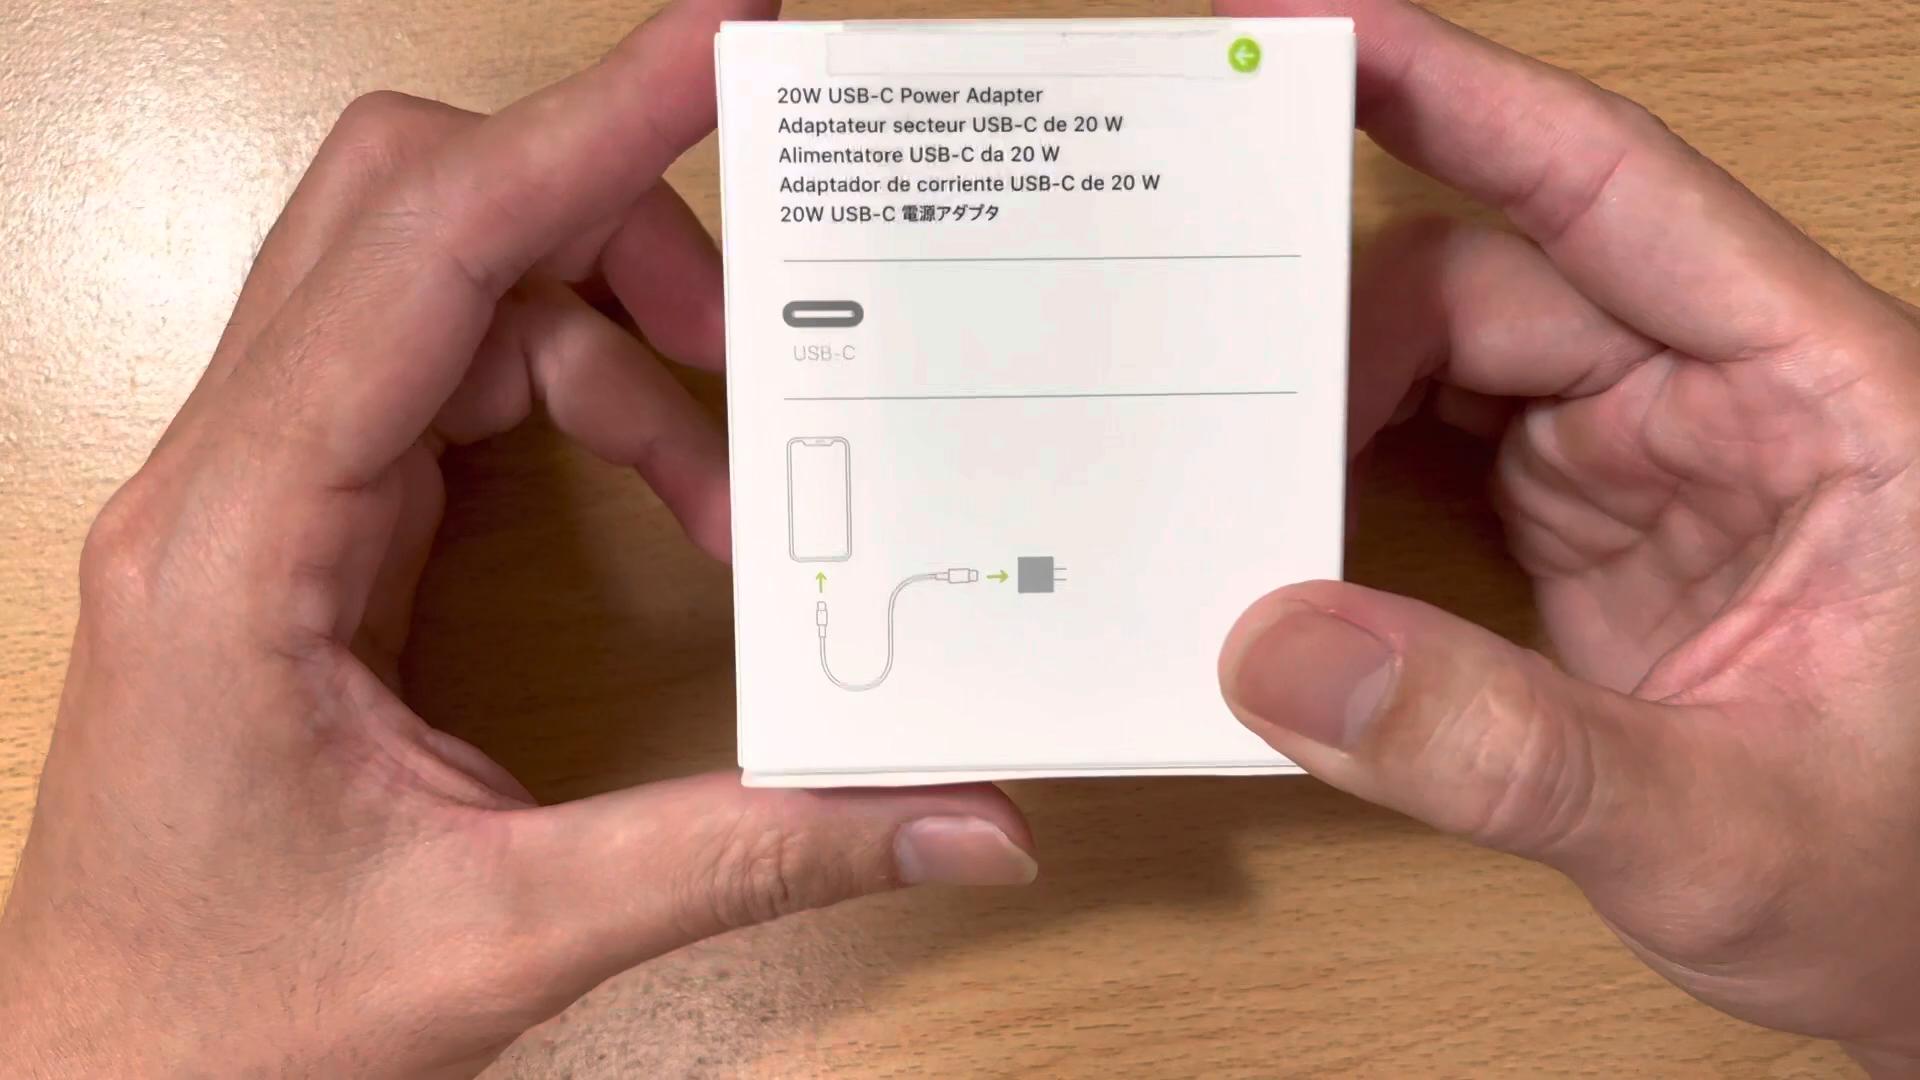 20W USB-C Power Adapter
Adaptateur secteur USB-C de 20 W
Alimentatore USB-C da 20 W
Adaptador de corriente USB-C de 20 W
20W USB-C 電源アダプタ
USB-C